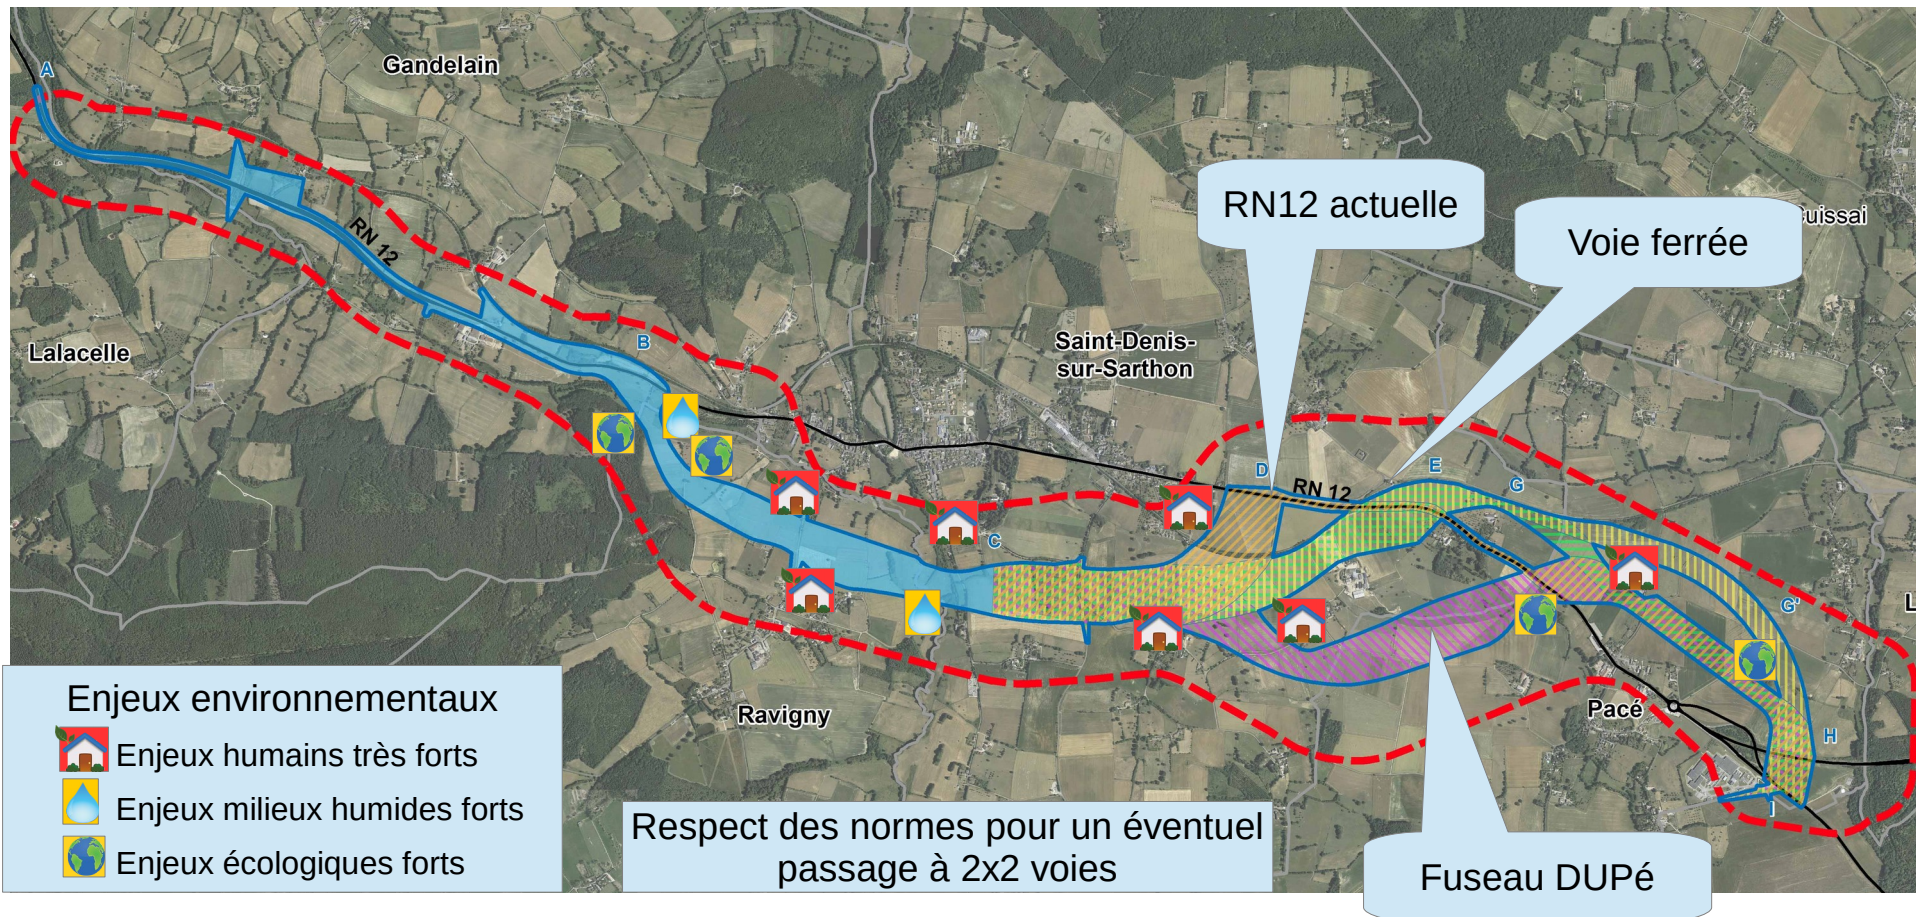 A
Gandelain
RN12 actuelle
Voie ferrée
Cuissai
RN 12
Lalacelle
B
Saint-Denis-
sur-Sarthon
D
RN 12
E
G
C
G'
L
Enjeux environnementaux
Enjeux humains très forts
Enjeux milieux humides forts
Enjeux écologiques forts
Ravigny
Pacé
H
I
Respect des normes pour un éventuel
passage à 2x2 voies
Fuseau DUPé